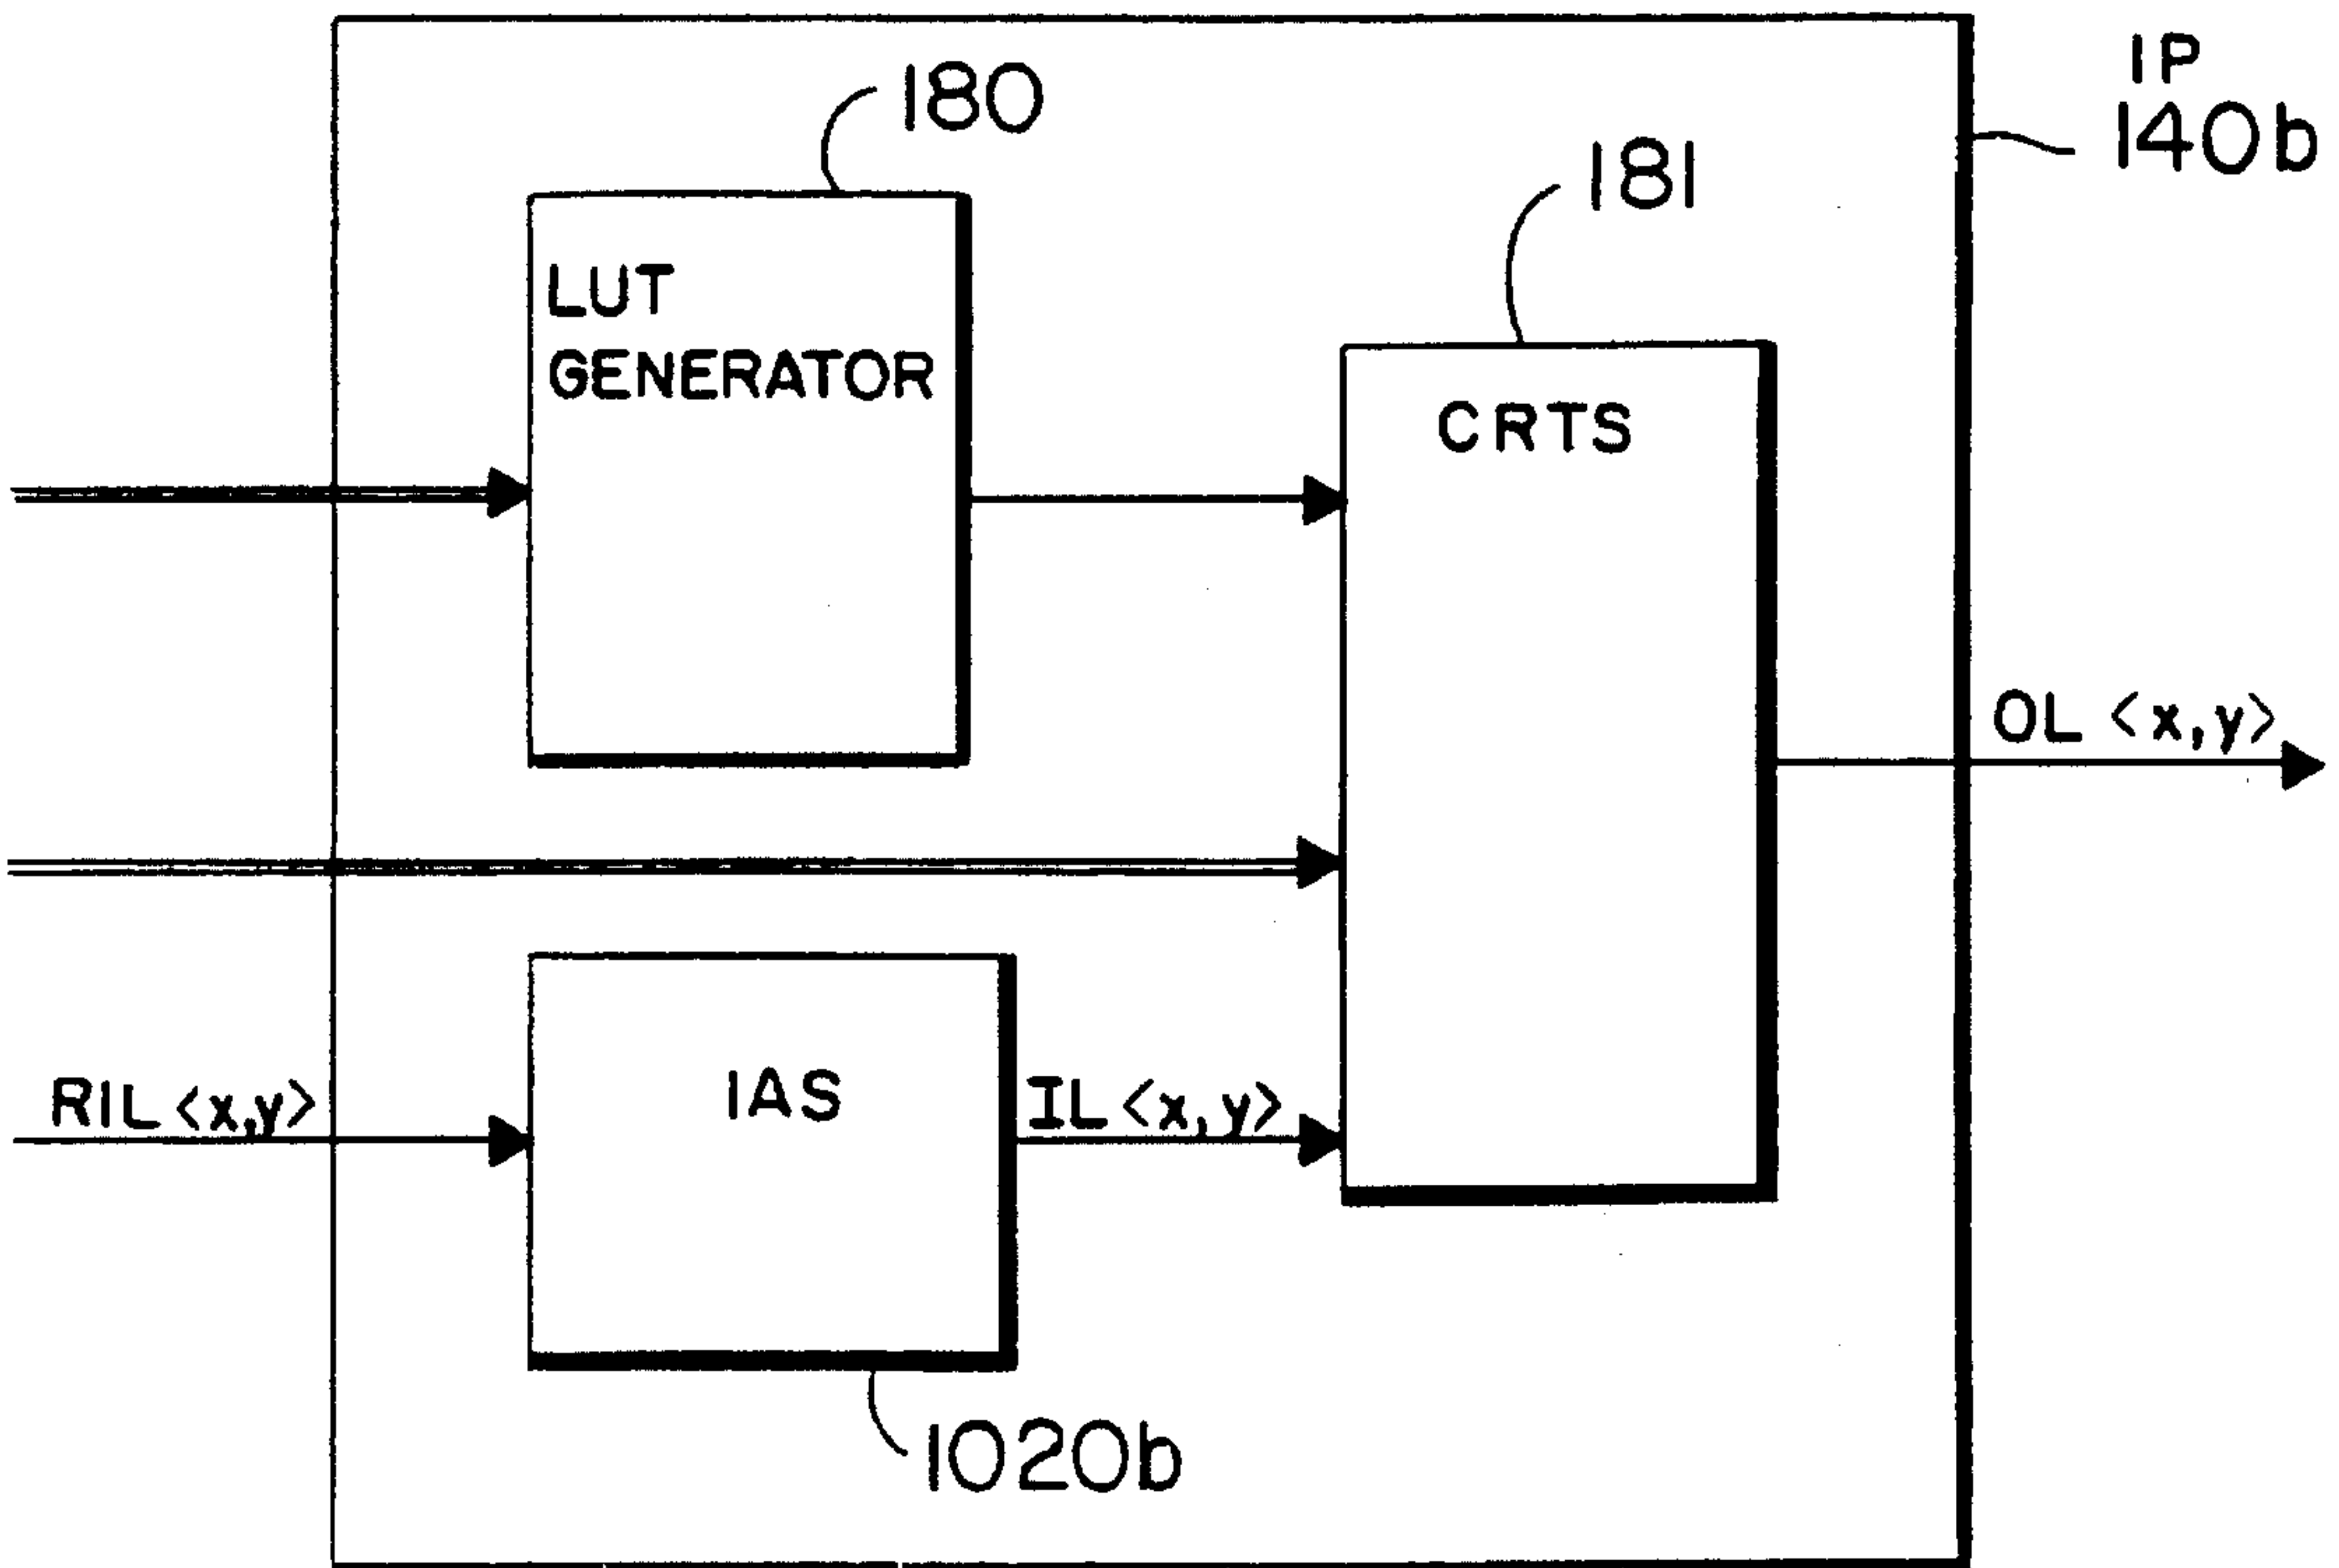 IP
140b
180
181
LUT
GENERATOR
CRTS
OL <x,y>
RIL<x,y>
IAS
IL<x,y>
1020b